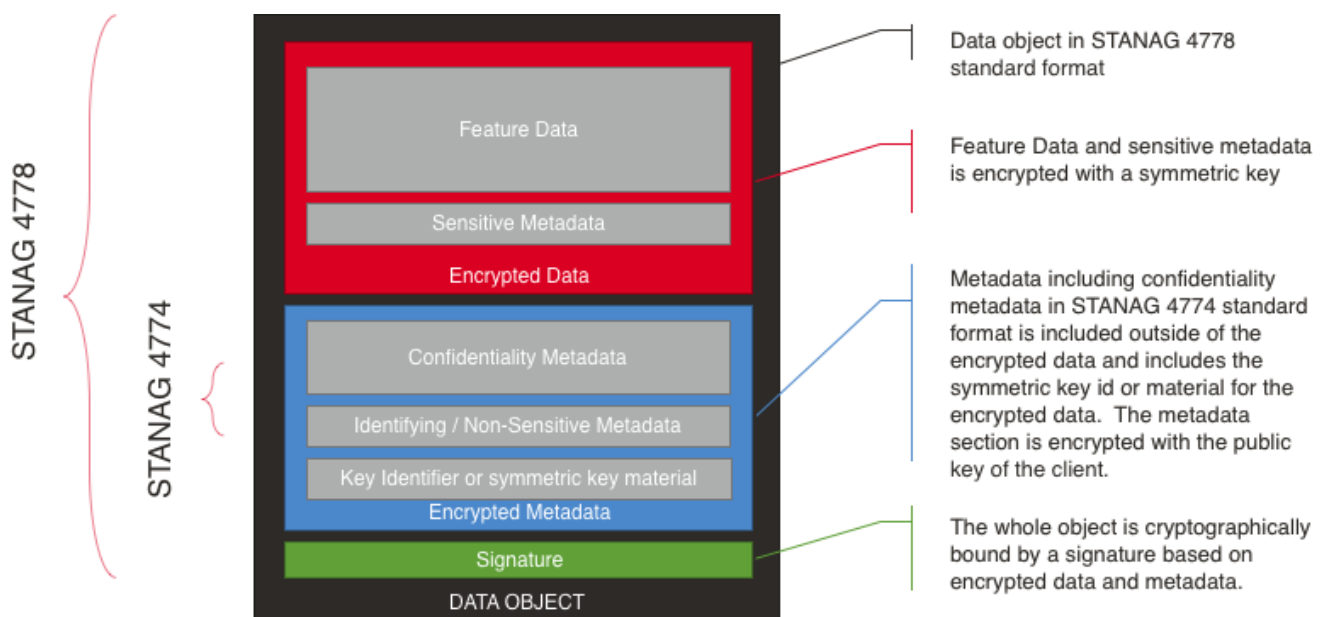 STANAG 4778
STANAG 4774
Feature Data
Sensitive Metadata
Encrypted Data
Confidentiality Metadata
Identifying / Non-Sensitive Metadata
Key Identifier or symmetric key material
Encrypted Metadata
Signature
DATA OBJECT
Data object in STANAG 4778
standard format
Feature Data and sensitive metadata
is encrypted with a symmetric key
Metadata including confidentiality
metadata in STANAG 4774 standard
format is included outside of the
encrypted data and includes the
symmetric key id or material for the
encrypted data.  The metadata
section is encrypted with the public
key of the client.
The whole object is cryptographically
bound by a signature based on
encrypted data and metadata.